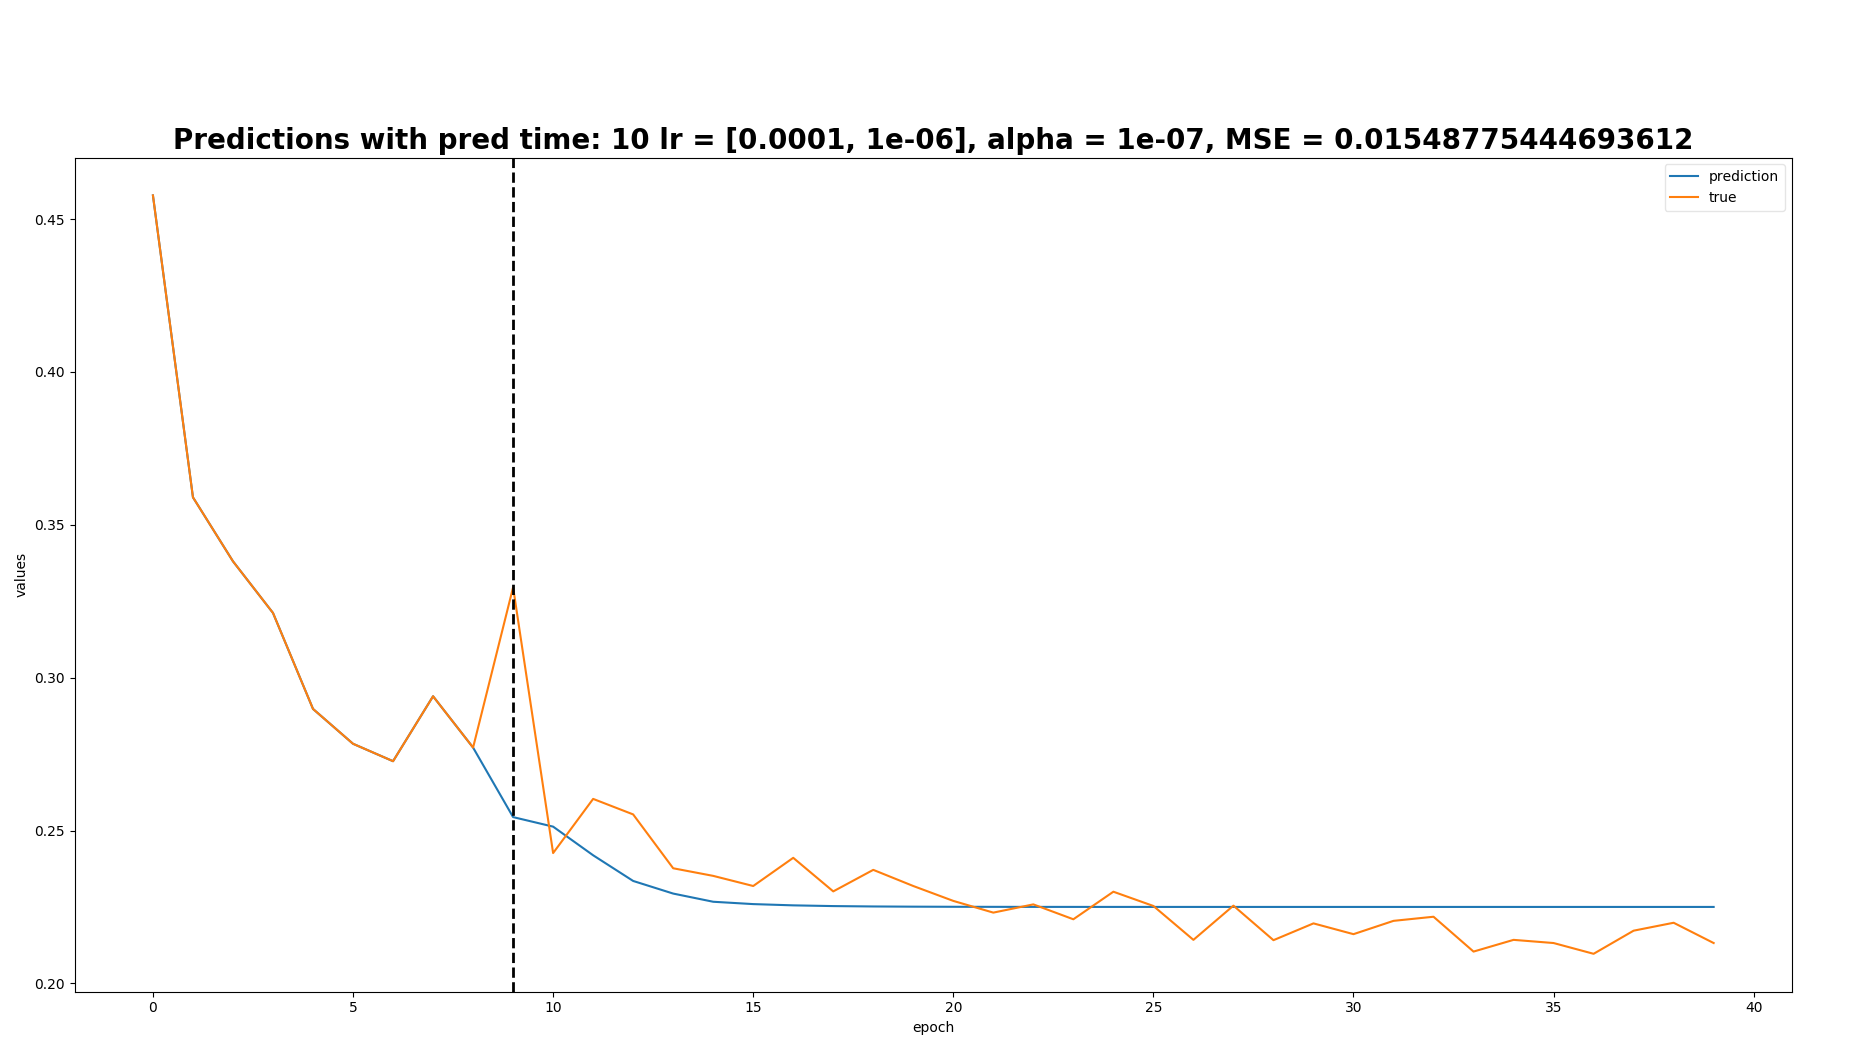 Predictions with pred time: 10 lr = [0.0001, 1e-06], alpha = 1e-07, MSE = 0.01548775444693612
prediction
true
0.45
0.40
0.35
0.30
0.25
0.20
values
0 5 10 15 20 25 30 35 40
epoch